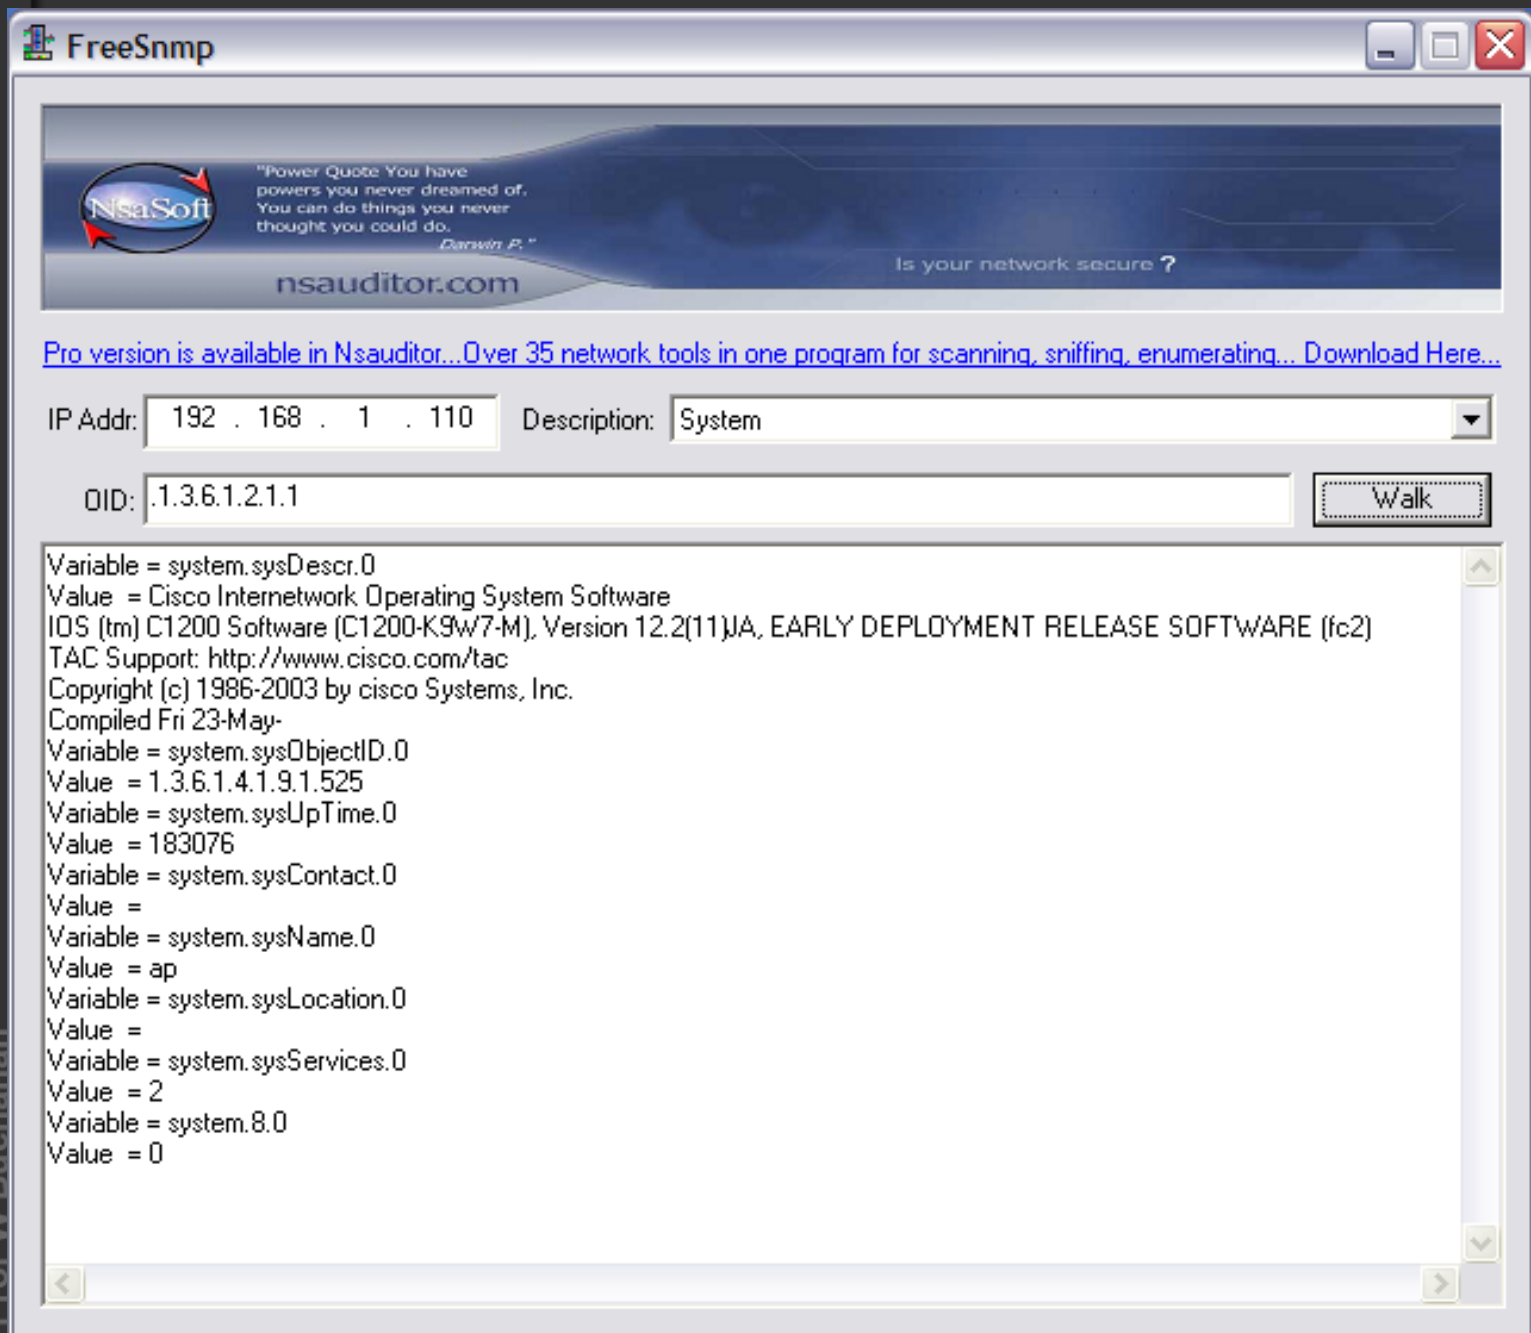 FreeSnmp
NsaSoft
"Power Quote You have
powers you never dreamed of.
You can do things you never
thought you could do.
Darwin P. "
nsauditor.com
Is your network secure ?
Pro version is available in Nsauditor...Over 35 network tools in one program for scanning, sniffing, enumerating... Download Here...
IP Addr: 192 . 168 . 1 . 110 Description: System
OID: .1.3.6.1.2.1.1 Walk
Variable = system.sysDescr.0
Value = Cisco Internetwork Operating System Software
IOS (tm) C1200 Software (C1200-K9W7-M), Version 12.2(11)JA, EARLY DEPLOYMENT RELEASE SOFTWARE (fc2)
TAC Support: http://www.cisco.com/tac
Copyright (c) 1986-2003 by cisco Systems, Inc.
Compiled Fri 23-May-
Variable = system.sysObjectID.0
Value = 1.3.6.1.4.1.9.1.525
Variable = system.sysUpTime.0
Value = 183076
Variable = system.sysContact.0
Value =
Variable = system.sysName.0
Value = ap
Variable = system.sysLocation.0
Value =
Variable = system.sysServices.0
Value = 2
Variable = system.8.0
Value = 0